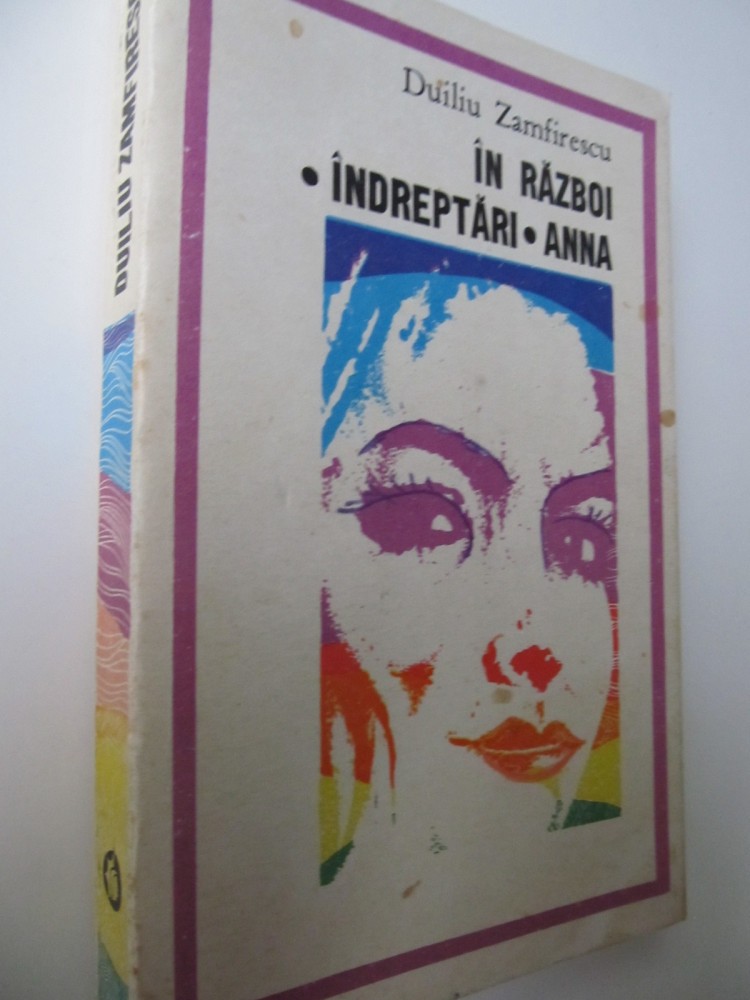 Duiliu Zamfirescu
ÎN RĂZBOI
• ÎNDREPTĂRI • ANNA
DUILIU ZAMFIRESCU